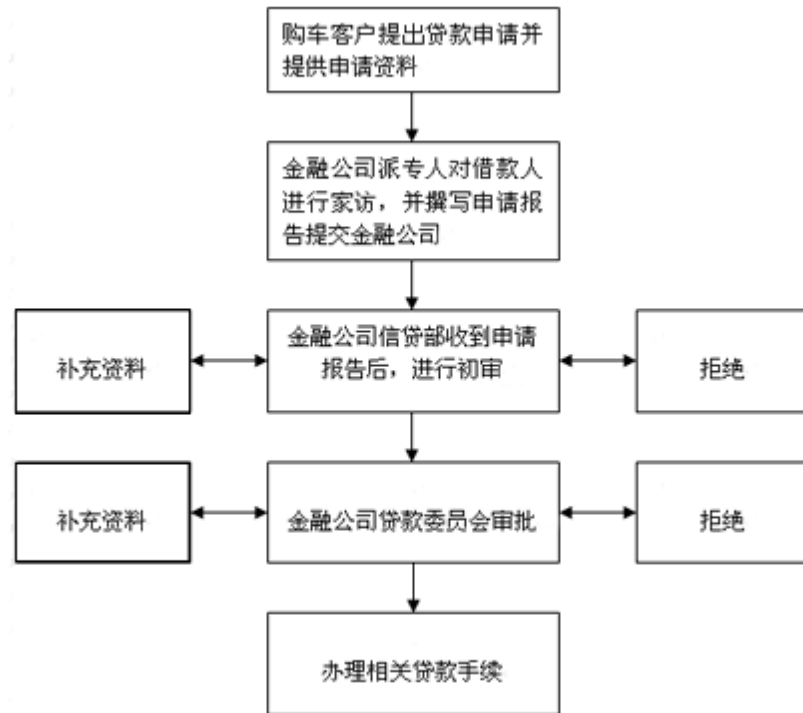 购车客户提出贷款申请并
提供申请资料
金融公司派专人对借款人
进行家访，并撰写申请报
告提交金融公司
补充资料
金融公司信贷部收到申请
报告后，进行初审
拒绝
补充资料
金融公司贷款委员会审批
拒绝
办理相关贷款手续